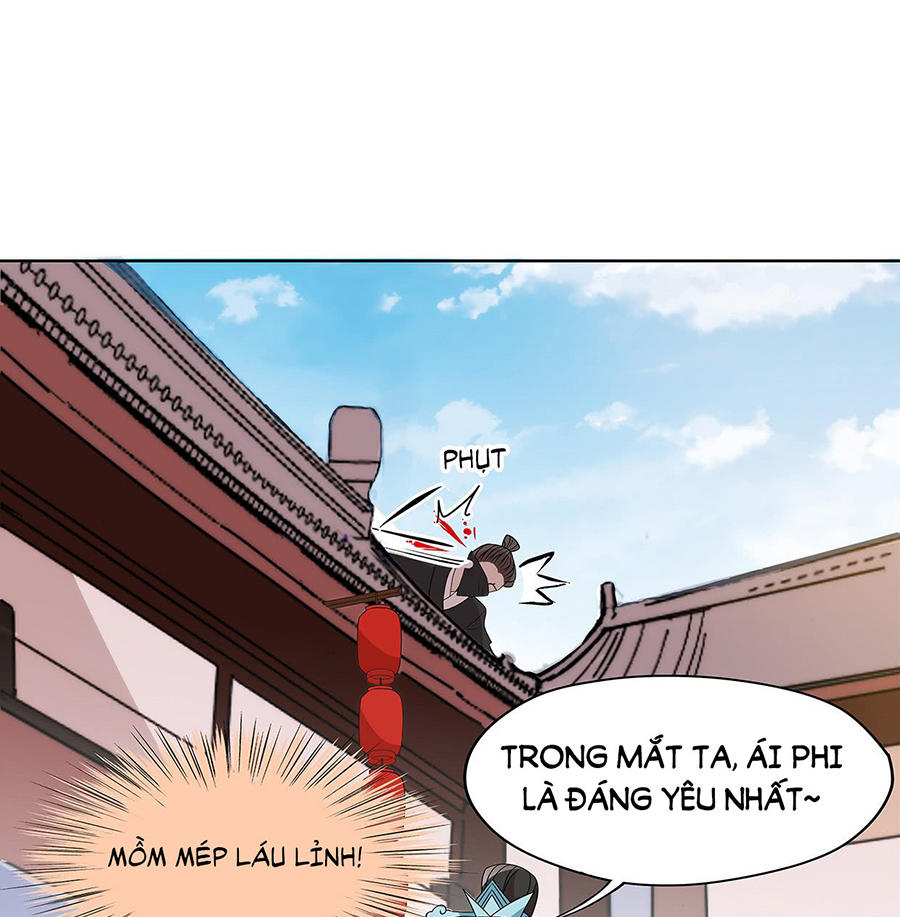 PHỤT
TRONG MẮT TA, ÁI PHI
LÀ ĐÁNG YÊU NHẤT~
MỒM MÉP LÁU LỈNH!